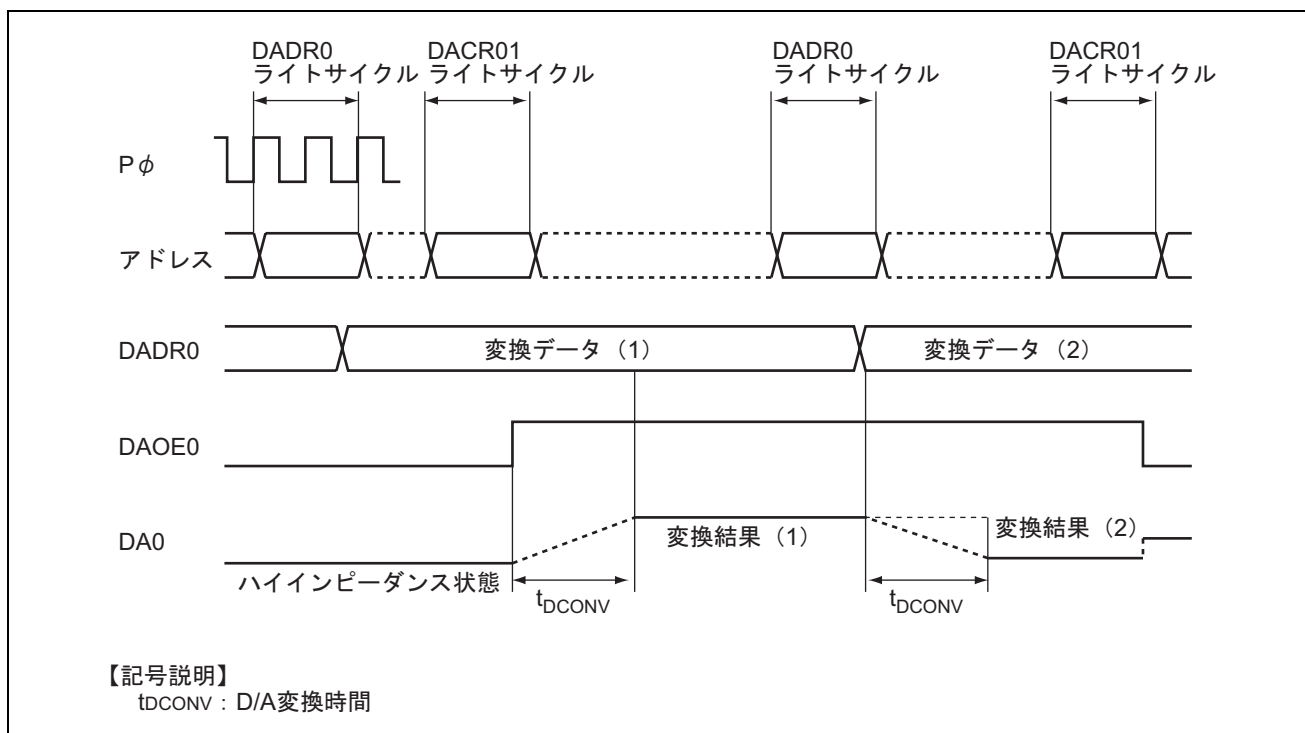 DADR0 DACR01 DADR0 DACR01
ライトサイクル ライトサイクル ライトサイクル ライトサイクル
Pφ
アドレス
DADR0 変換データ（1） 変換データ（2）
DAOE0
DA0 変換結果（1） 変換結果（2）
ハイインピーダンス状態
tDCONV tDCONV
【記号説明】
tDCONV : D/A変換時間